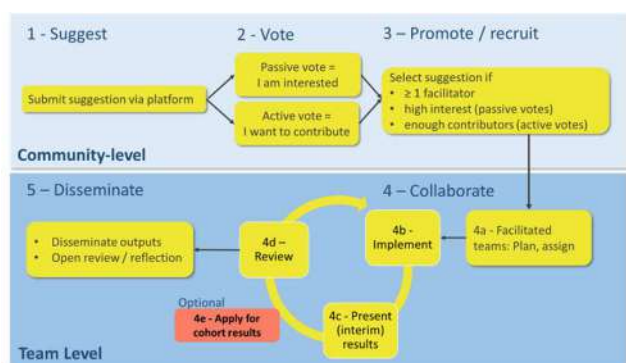 1 - Suggest
2 - Vote
3 – Promote / recruit
Submit suggestion via platform
Passive vote =
I am interested
Active vote =
I want to contribute
Select suggestion if
• ≥ 1 facilitator
• high interest (passive votes)
• enough contributors (active votes)
Community-level
5 – Disseminate
4 – Collaborate
• Disseminate outputs
• Open review / reflection
4d –
Review
4b -
Implement
4a - Facilitated
teams: Plan, assign
Optional
4e - Apply for
cohort results
4c - Present
(interim)
results
Team Level